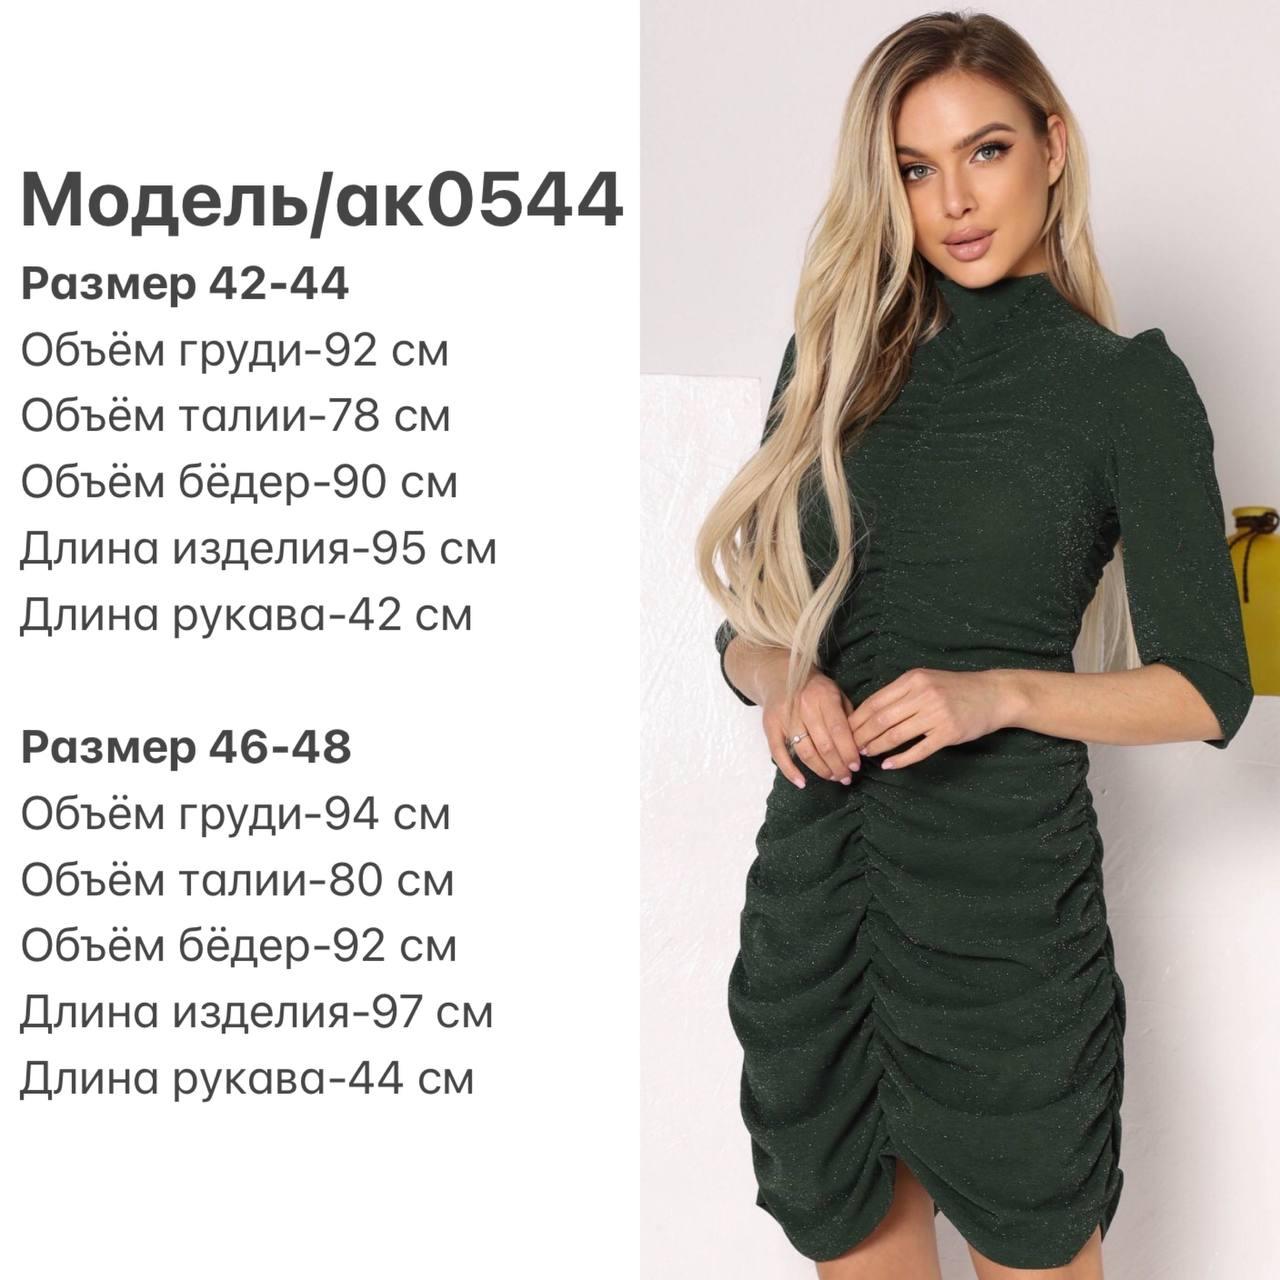 Модель/ак0544
Размер 42-44
Объём груди-92 см
Объём талии-78 см
Объём бёдер-90 см
Длина изделия-95 см
Длина рукава-42 см
Размер 46-48
Объём груди-94 см
Объём талии-80 см
Объём бёдер-92 см
Длина изделия-97 см
Длина рукава-44 см